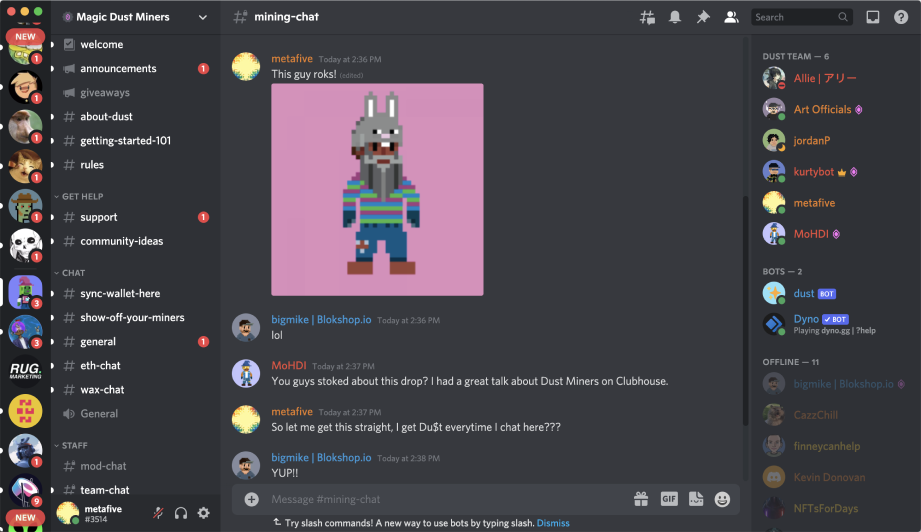 NEW
1
1
1
1
1
1
1
3
3
RUG.
MARKETING
1
9
NEW
Magic Dust Miners
welcome
announcements 1
giveaways
about-dust
getting-started-101
rules
GET HELP
support 1
community-ideas
CHAT
sync-wallet-here
show-off-your-miners
general 1
eth-chat
wax-chat
General
STAFF
mod-chat
team-chat
metafive
#3514
mining-chat
Search
metafive Today at 2:36 PM
This guy roks! (edited)
bigmike | Blokshop.io Today at 2:36 PM
lol
MoHDI Today at 2:37 PM
You guys stoked about this drop? I had a great talk about Dust Miners on Clubhouse.
metafive Today at 2:37 PM
So let me get this straight, I get Du$t everytime I chat here???
bigmike | Blokshop.io Today at 2:38 PM
YUP!!
Message #mining-chat
GIF
Try slash commands! A new way to use bots by typing slash. Dismiss
DUST TEAM — 6
Allie | アリー
Art Officials
jordanP
kurtybot
metafive
MoHDI
BOTS — 2
dust BOT
Dyno BOT
Playing dyno.gg | ?help
OFFLINE — 11
bigmike | Blokshop.io
CazzChill
finneycanhelp
Kevin Donovan
NFTsForDays